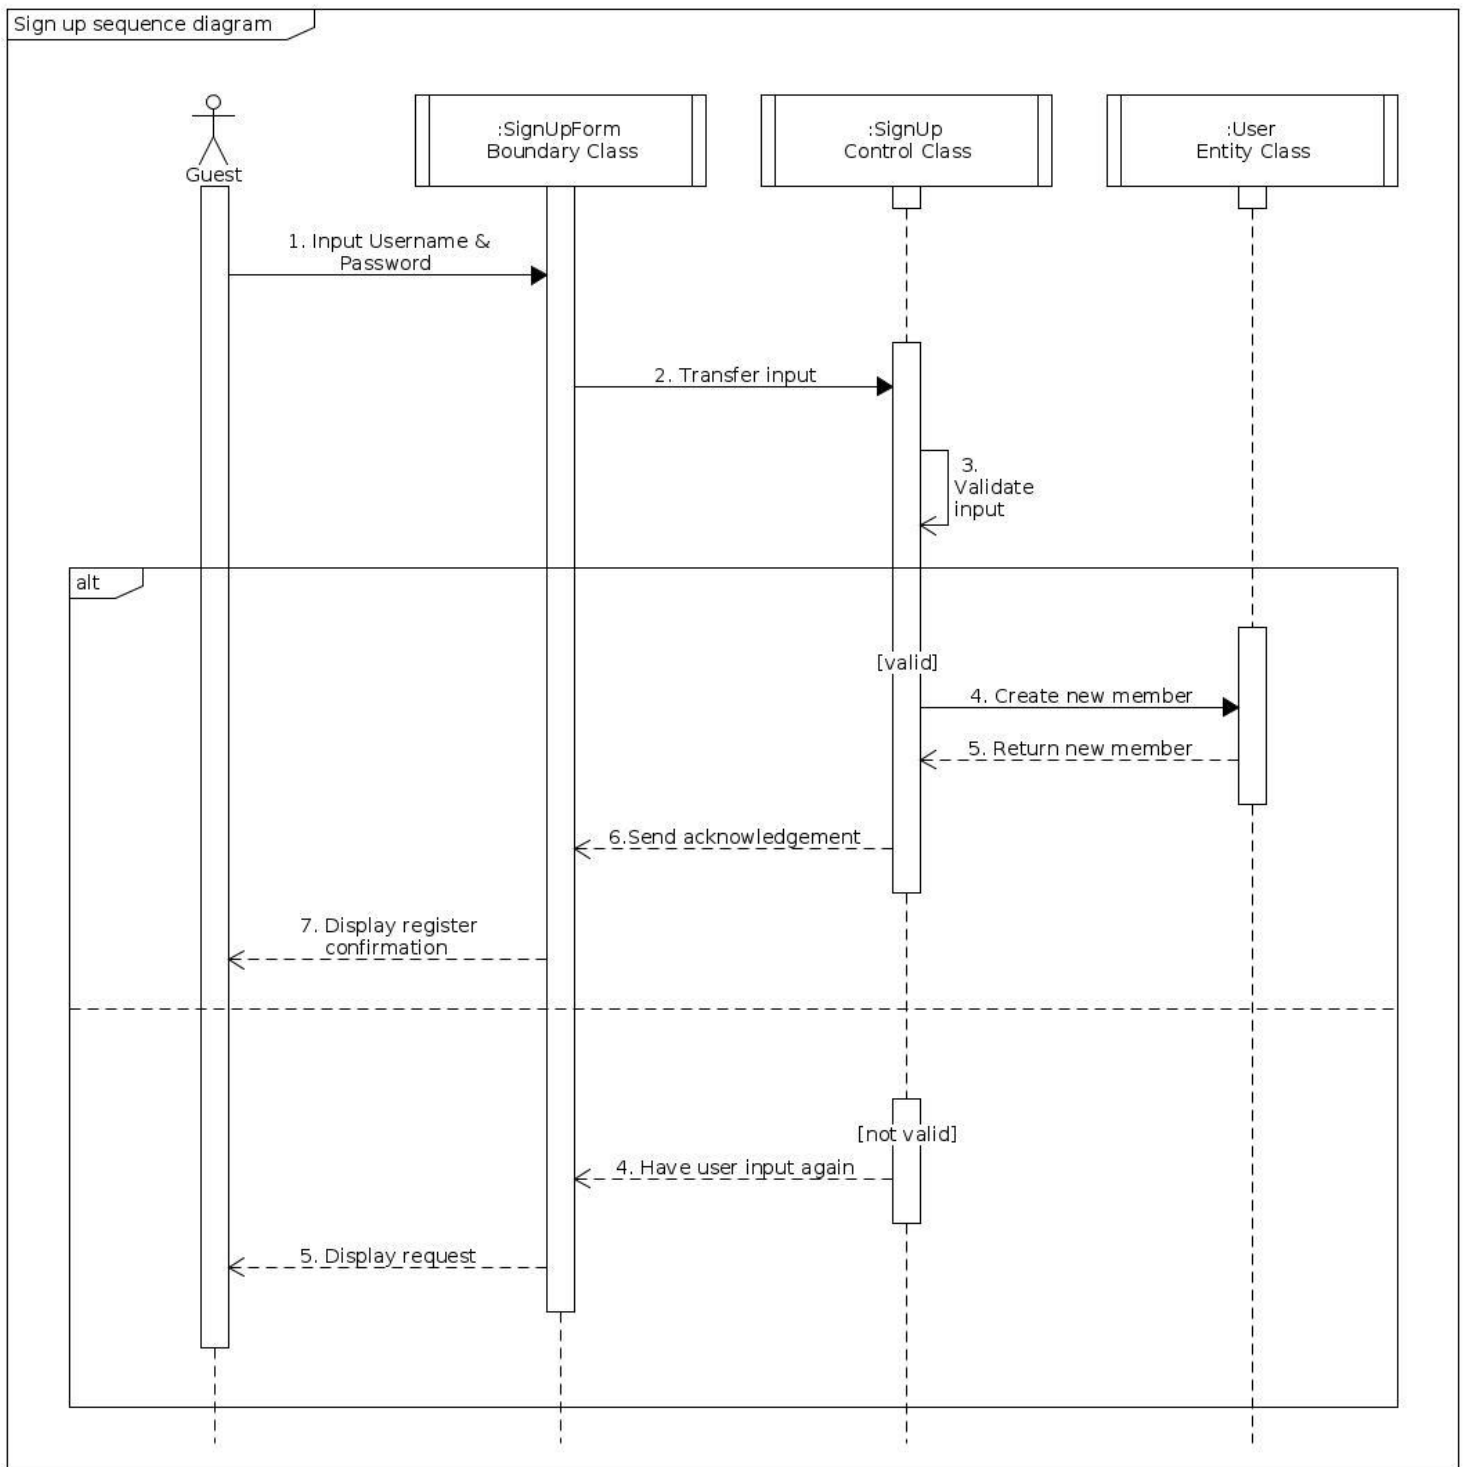 Sign up sequence diagram
Guest
:SignUpForm
Boundary Class
:SignUp
Control Class
:User
Entity Class
1. Input Username &
Password
2. Transfer input
3.
Validate
input
alt
[valid]
4. Create new member
5. Return new member
6.Send acknowledgement
7. Display register
confirmation
[not valid]
4. Have user input again
5. Display request